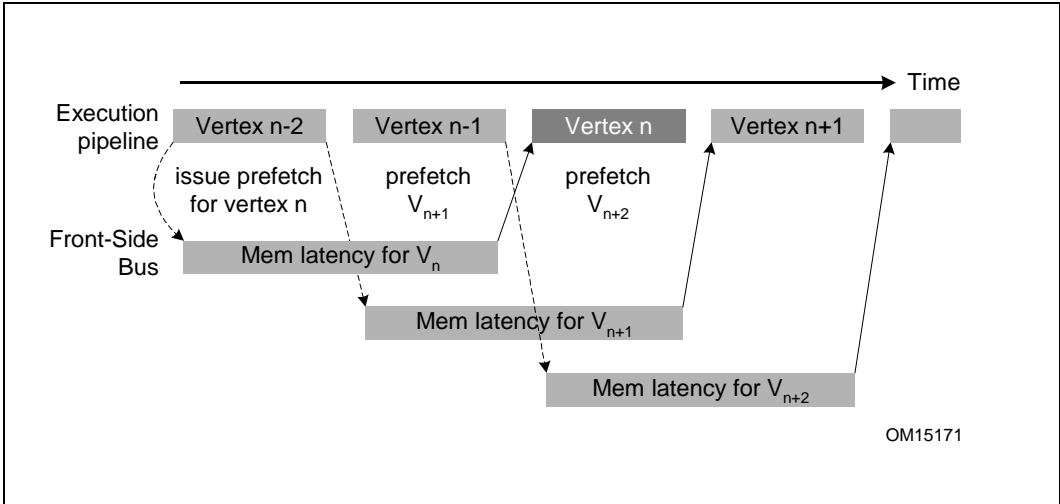 Time
Execution
pipeline
Vertex n-2
Vertex n-1
Vertex n
Vertex n+1
issue prefetch
for vertex n
prefetch
Vn+1
prefetch
Vn+2
Front-Side
Bus
Mem latency for Vn
Mem latency for Vn+1
Mem latency for Vn+2
OM15171